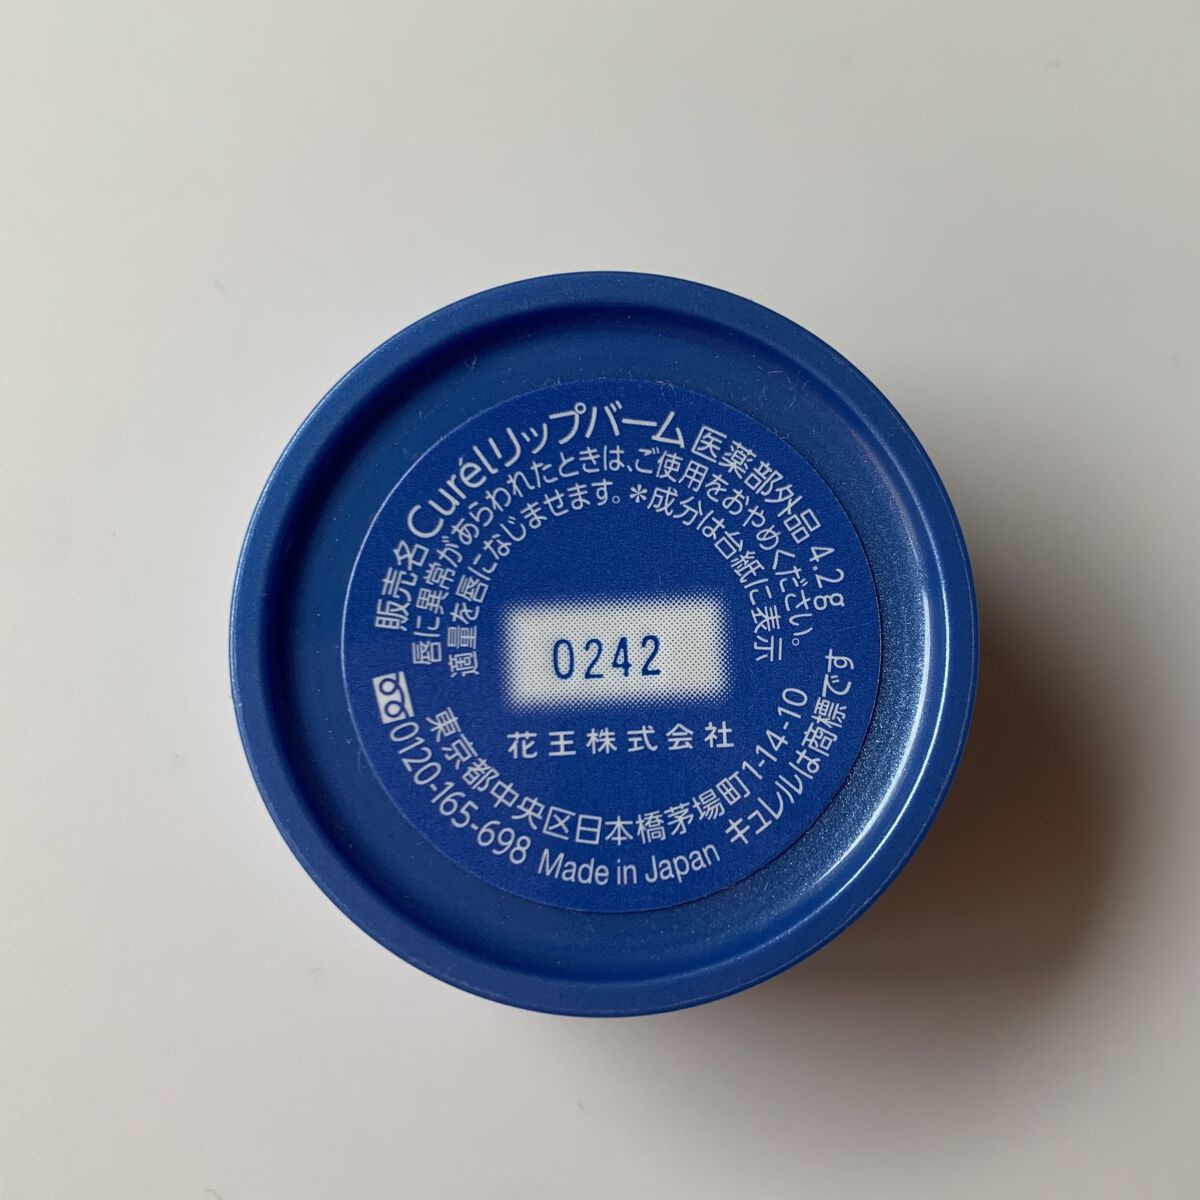 販売名 Curélリップバーム 医薬部外品 4.2g
唇に異常があらわれたときは、ご使用をおやめください。
適量を唇になじませます。*成分は台紙に表示
0242
花王株式会社
東京都中央区日本橋茅場町1-14-10
0120-165-698 Made in Japan キュレルは商標です